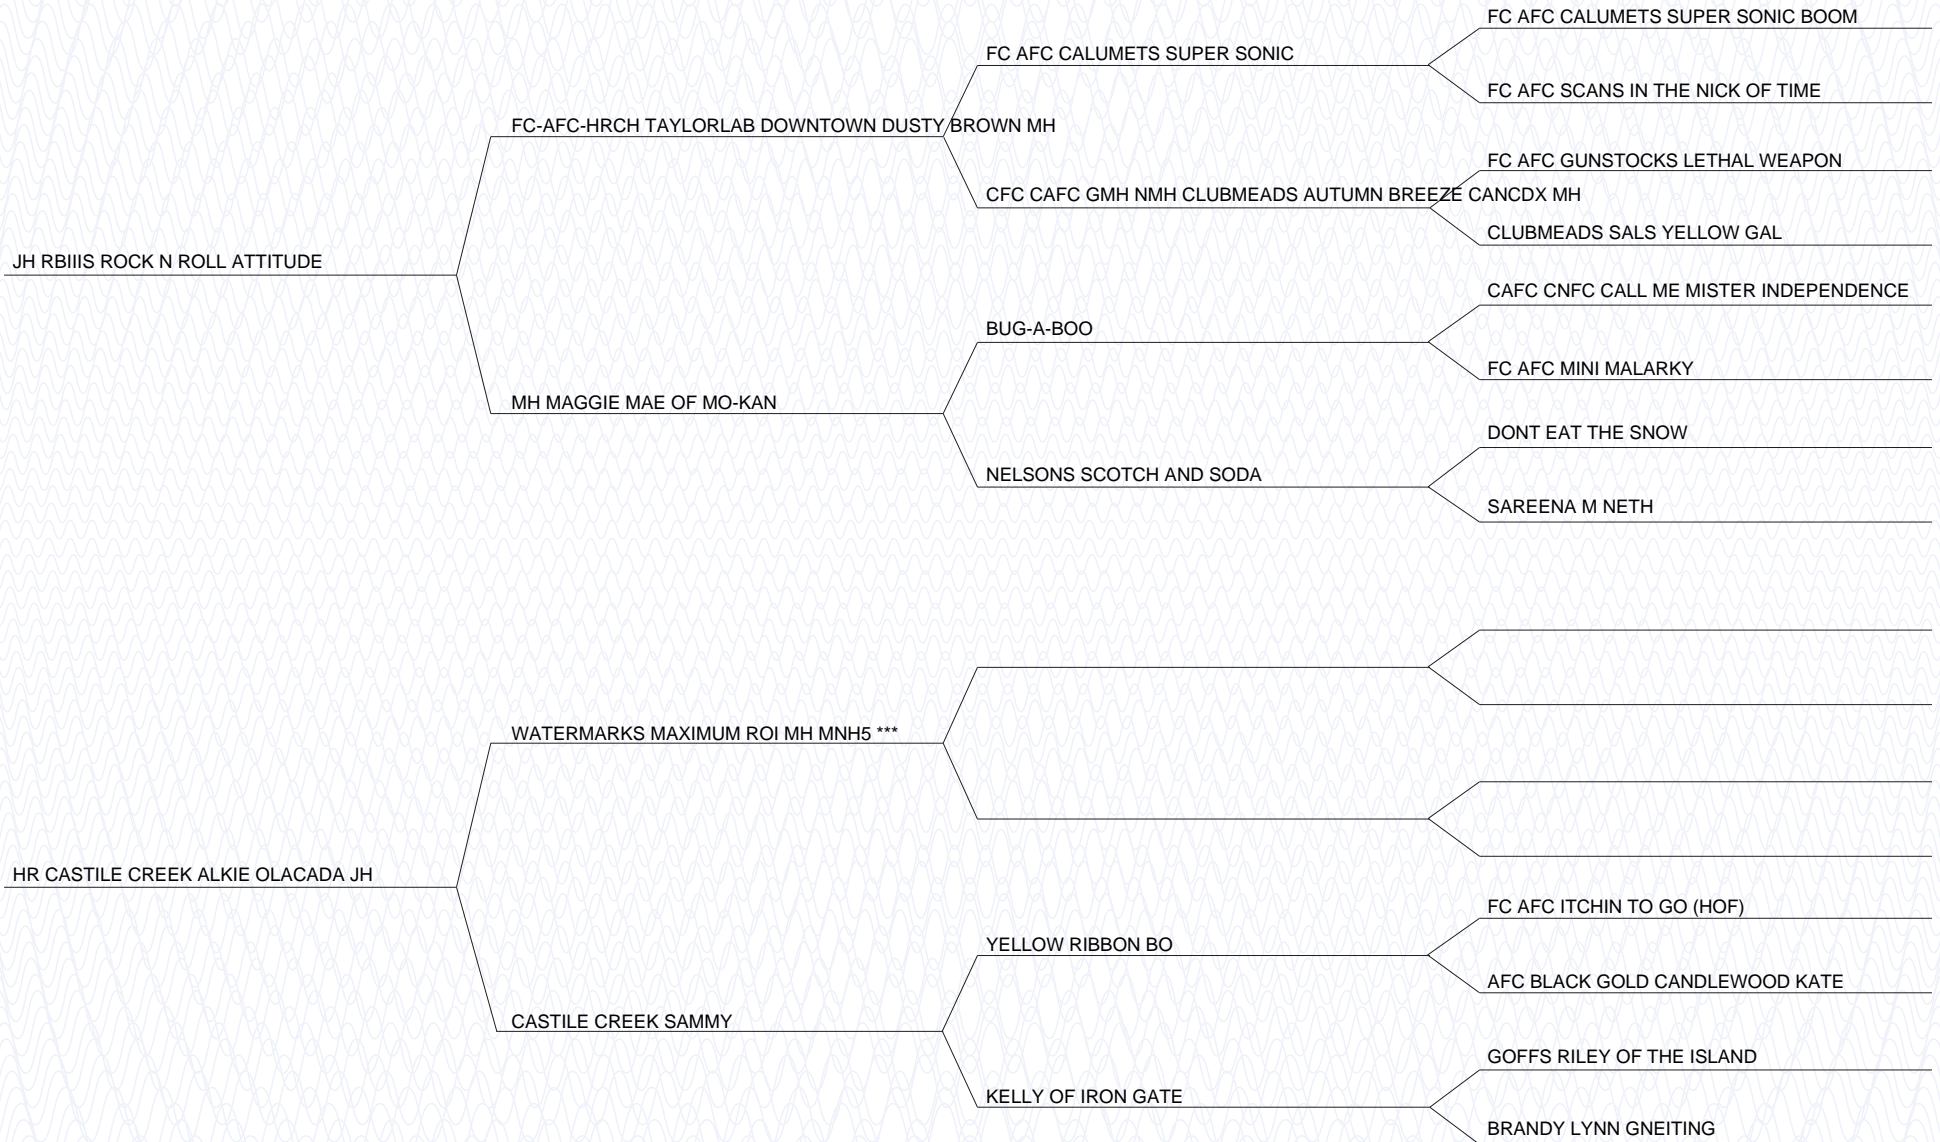 FC AFC CALUMETS SUPER SONIC BOOM
FC AFC CALUMETS SUPER SONIC
FC AFC SCANS IN THE NICK OF TIME
FC-AFC-HRCH TAYLORLAB DOWNTOWN DUSTY BROWN MH
FC AFC GUNSTOCKS LETHAL WEAPON
CFC CAFC GMH NMH CLUBMEADS AUTUMN BREEZE CANCDX MH
CLUBMEADS SALS YELLOW GAL
JH RBIIIS ROCK N ROLL ATTITUDE
CAFC CNFC CALL ME MISTER INDEPENDENCE
BUG-A-BOO
FC AFC MINI MALARKY
MH MAGGIE MAE OF MO-KAN
DONT EAT THE SNOW
NELSONS SCOTCH AND SODA
SAREENA M NETH
WATERMARKS MAXIMUM ROI MH MNH5 ***
HR CASTILE CREEK ALKIE OLACADA JH
FC AFC ITCHIN TO GO (HOF)
YELLOW RIBBON BO
AFC BLACK GOLD CANDLEWOOD KATE
CASTILE CREEK SAMMY
GOFFS RILEY OF THE ISLAND
KELLY OF IRON GATE
BRANDY LYNN GNEITING